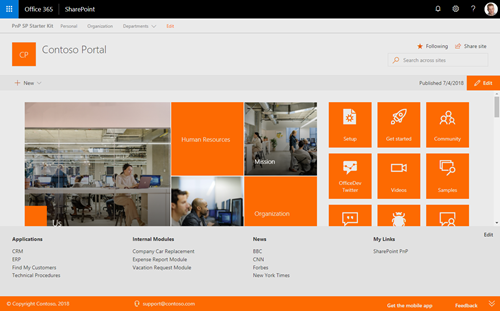 Office 365 SharePoint
PnP SP Starter Kit Personal Organization Departments Edit
CP Contoso Portal
Following Share site
Search across sites
New Published 7/4/2018 Edit
Human Resources
Mission
Us
Organization
Setup Get started Community
OfficeDev Twitter
Videos Samples
Edit
Applications Internal Modules News My Links
CRM Company Car Replacement BBC SharePoint PnP
ERP Expense Report Module CNN
Find My Customers Vacation Request Module Forbes
Technical Procedures New York Times
© Copyright Contoso, 2018 support@contoso.com Get the mobile app Feedback